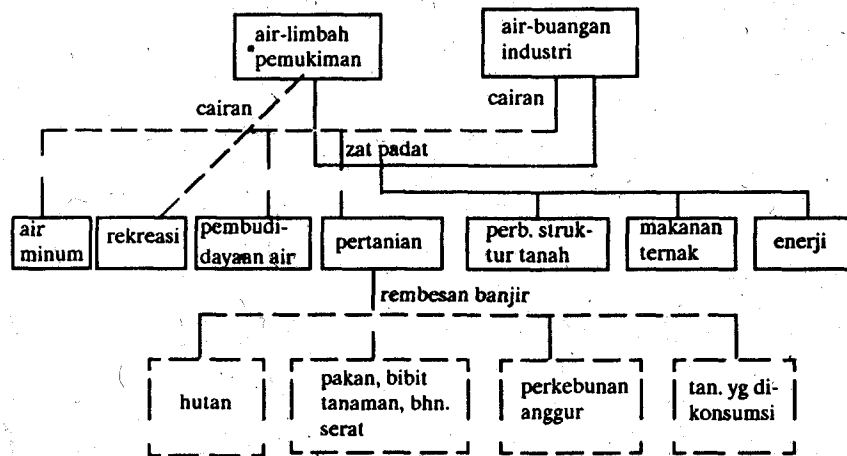 air-limbah
pemukiman
air-buangan
industri
cairan
cairan
zat padat
air
minum
rekreasi
pembudi-
dayaan air
pertanian
perb. struk-
tur tanah
makanan
ternak
enerji
rembesan banjir
hutan
pakan, bibit
tanaman, bhn.
serat
perkebunan
anggur
tan. yg di-
konsumsi